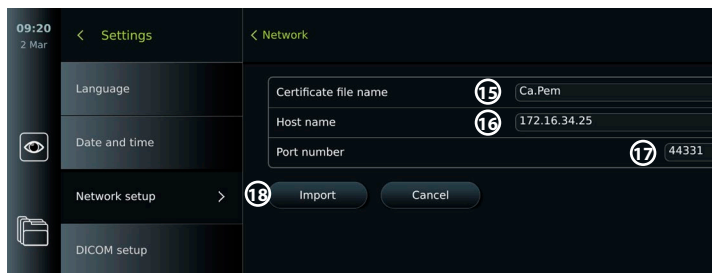 09:20
2 Mar
Settings
Language
Date and time
Network setup
DICOM setup
Network
Certificate file name 15 Ca.Pem
Host name 16 172.16.34.25
Port number 17 44331
18 Import Cancel